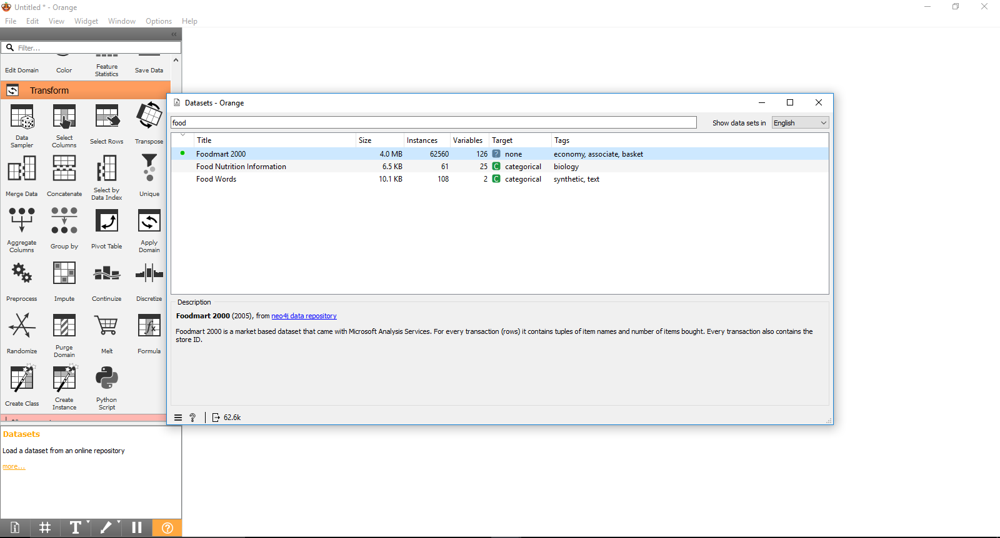 Untitled * - Orange
File Edit View Widget Window Options Help
Filter...
Edit Domain Color Feature Statistics Save Data
Transform
Data Sampler Select Columns Select Rows Transpose
Merge Data Concatenate Select by Data Index Unique
Aggregate Columns Group by Pivot Table Apply Domain
Preprocess Impute Continuize Discretize
Randomize Purge Domain Melt Formula
Create Class Create Instance Python Script
Datasets
Load a dataset from an online repository
more...
Datasets - Orange
food Show data sets in English
Title Size Instances Variables Target Tags
Foodmart 2000 4.0 MB 62560 126 ? none economy, associate, basket
Food Nutrition Information 6.5 KB 61 25 C categorical biology
Food Words 10.1 KB 108 2 C categorical synthetic, text
Description
Foodmart 2000 (2005), from neo4j data repository
Foodmart 2000 is a market based dataset that came with Microsoft Analysis Services. For every transaction (rows) it contains tuples of item names and number of items bought. Every transaction also contains the
store ID.
62.6k